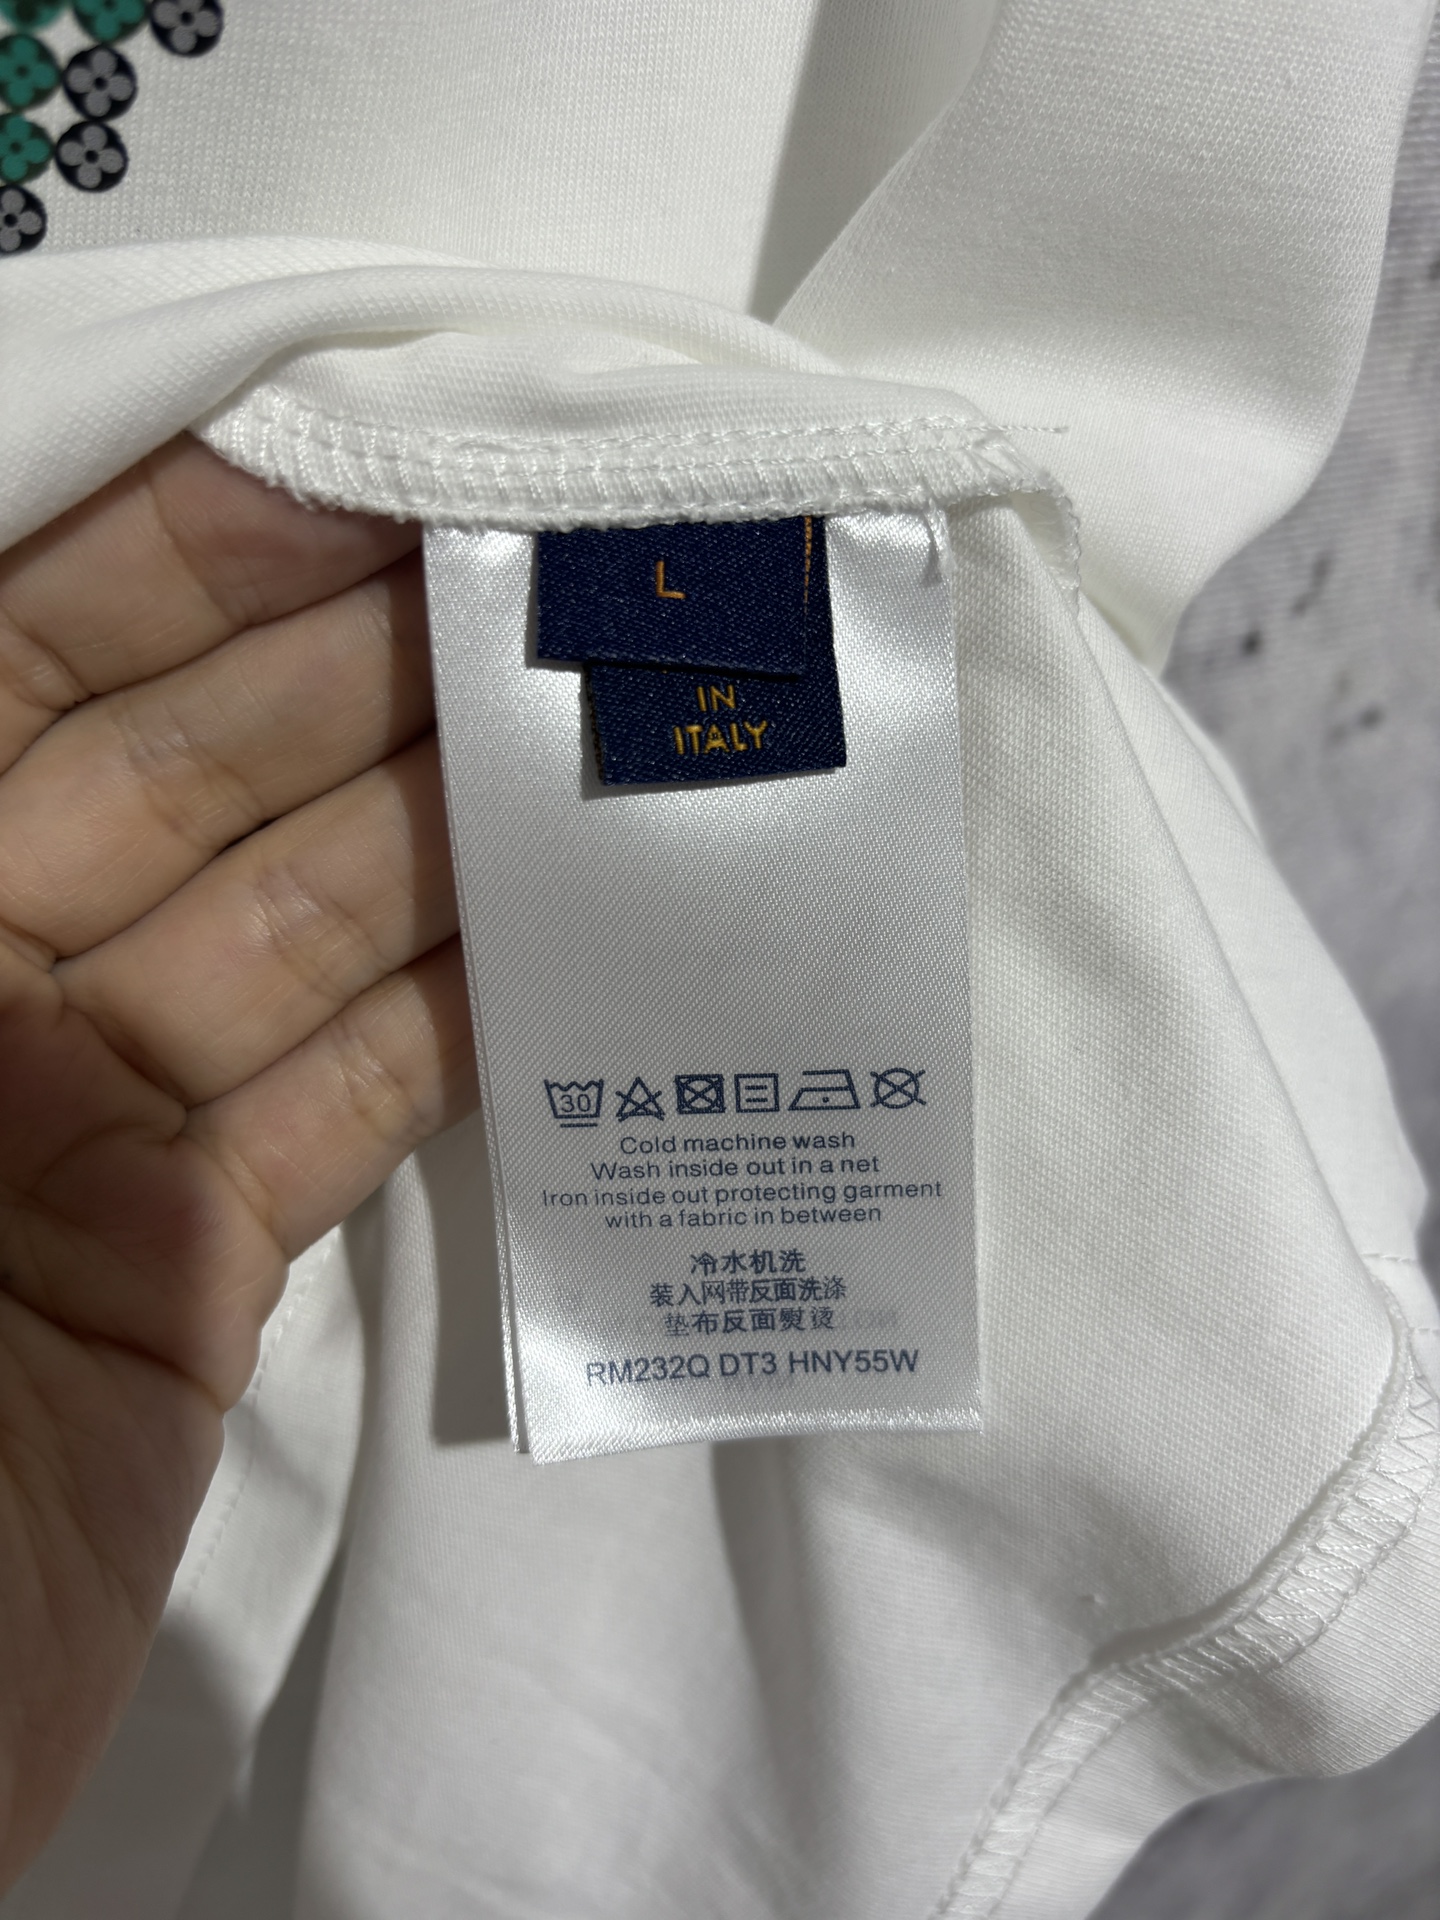 L
IN
ITALY
30
Cold machine wash
Wash inside out in a net
Iron inside out protecting garment
with a fabric in between
冷水机洗
装入网带反面洗涤
垫布反面熨烫
RM232Q DT3 HNY55W